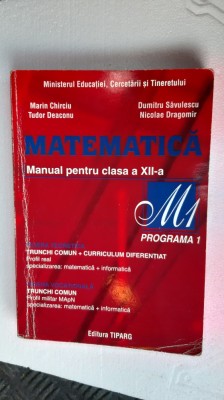 Ministerul Educației, Cercetării și Tineretului
Marin Chirciu
Tudor Deaconu
Dumitru Săvulescu
Nicolae Dragomir
MATEMATICĂ
Manual pentru clasa a XII-a
M1
PROGRAMA 1
TRUNCHI COMUN + CURRICULUM DIFERENȚIAT
Profil real
specializarea: matematică + informatică
TRUNCHI COMUN
Profil militar MApN
specializarea: matematică + informatică
Editura TIPARG